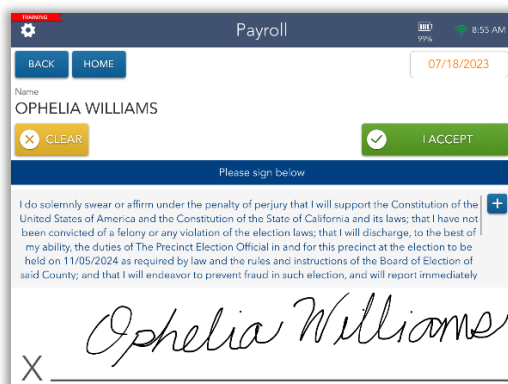 TRAINING
Payroll
99%
8:55 AM
BACK
HOME
07/18/2023
Name
OPHELIA WILLIAMS
CLEAR
I ACCEPT
Please sign below
I do solemnly swear or affirm under the penalty of perjury that I will support the Constitution of the
United States of America and the Constitution of the State of California and its laws; that I have not
been convicted of a felony or any violation of the election laws; that I will discharge, to the best of
my ability, the duties of The Precinct Election Official in and for this precinct at the election to be
held on 11/05/2024 as required by law and the rules and instructions of the Board of Election of
said County; and that I will endeavor to prevent fraud in such election, and will report immediately
Ophelia Williams
X